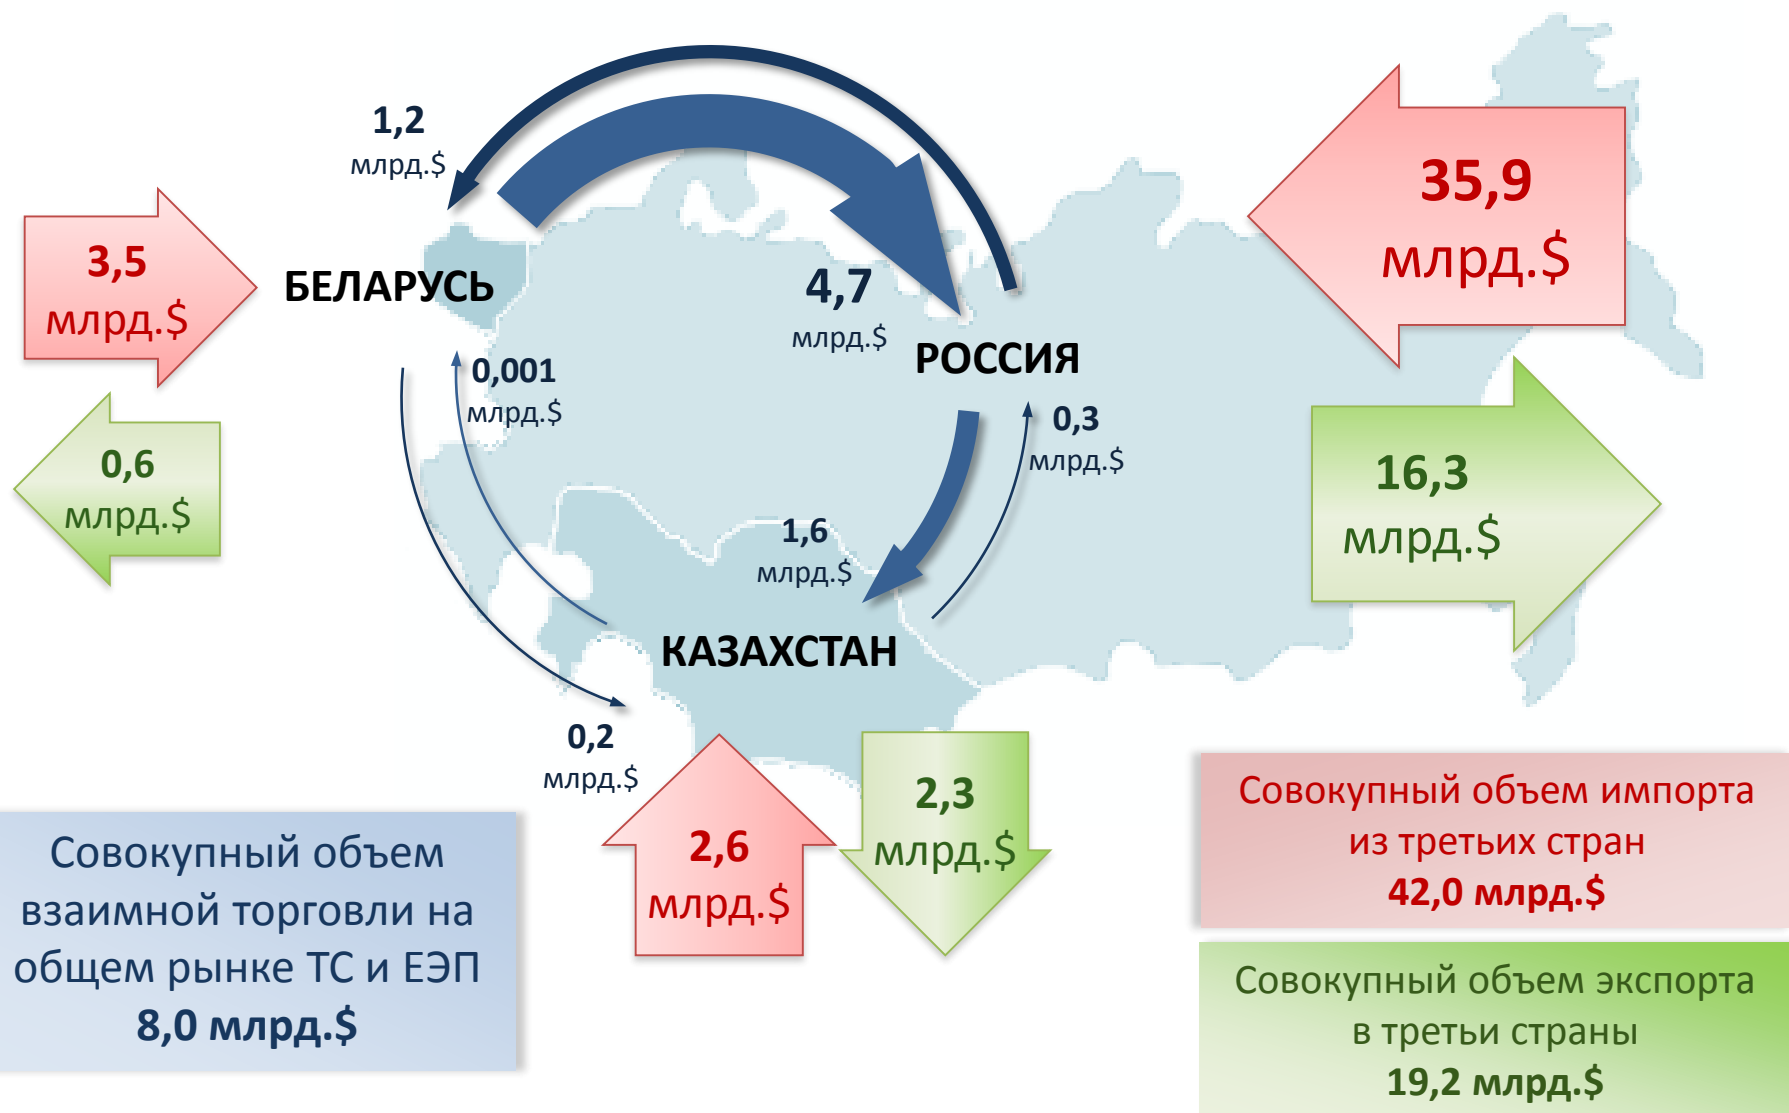 1,2
млрд.$
35,9
млрд.$
3,5
млрд.$
БЕЛАРУСЬ
4,7
млрд.$
РОССИЯ
0,001
млрд.$
0,3
млрд.$
0,6
млрд.$
16,3
млрд.$
1,6
млрд.$
КАЗАХСТАН
0,2
млрд.$
2,6
млрд.$
2,3
млрд.$
Совокупный объем
взаимной торговли на
общем рынке ТС и ЕЭП
8,0 млрд.$
Совокупный объем импорта
из третьих стран
42,0 млрд.$
Совокупный объем экспорта
в третьи страны
19,2 млрд.$